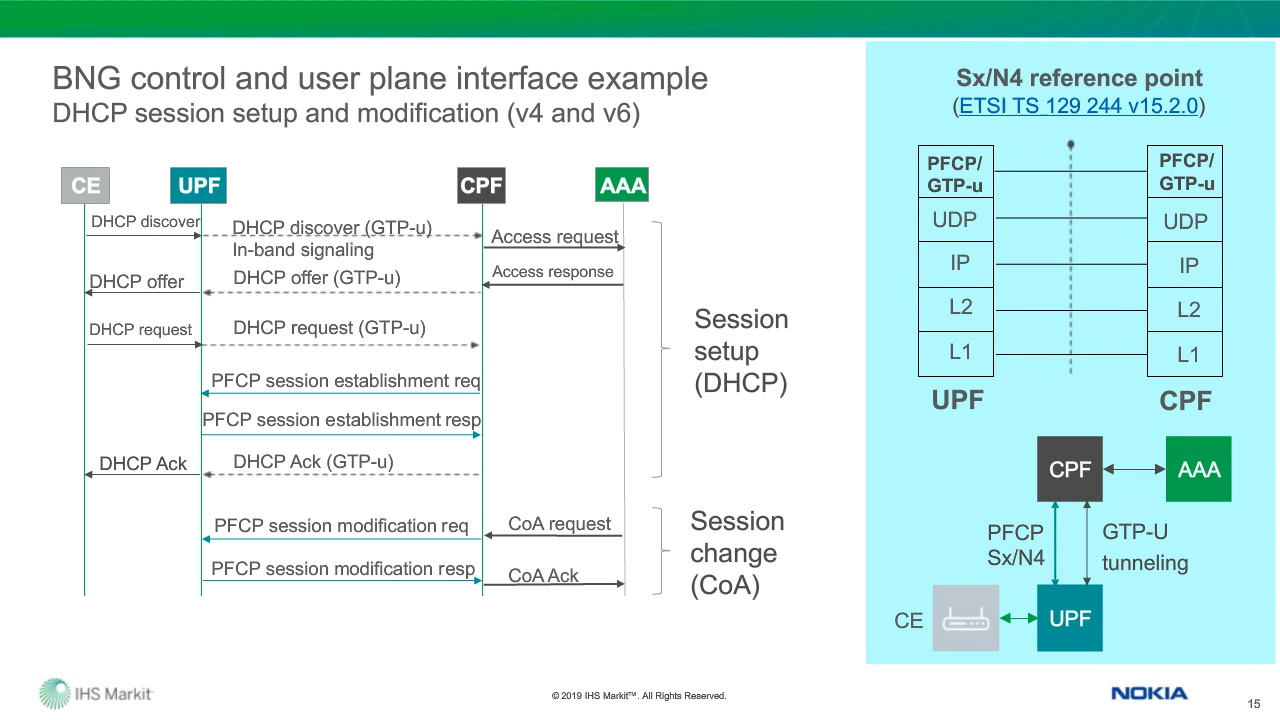 BNG control and user plane interface example
DHCP session setup and modification (v4 and v6)
CE
UPF
CPF
AAA
DHCP discover
DHCP discover (GTP-u)
In-band signaling
Access request
DHCP offer
DHCP offer (GTP-u)
Access response
DHCP request
DHCP request (GTP-u)
PFCP session establishment req
PFCP session establishment resp
DHCP Ack
DHCP Ack (GTP-u)
Session
setup
(DHCP)
PFCP session modification req
CoA request
PFCP session modification resp
CoA Ack
Session
change
(CoA)
Sx/N4 reference point
(ETSI TS 129 244 v15.2.0)
PFCP/
GTP-u
UDP
IP
L2
L1
UPF
PFCP/
GTP-u
UDP
IP
L2
L1
CPF
CPF
AAA
PFCP
Sx/N4
GTP-U
tunneling
CE
UPF
IHS Markit
© 2019 IHS Markit™. All Rights Reserved.
NOKIA
15